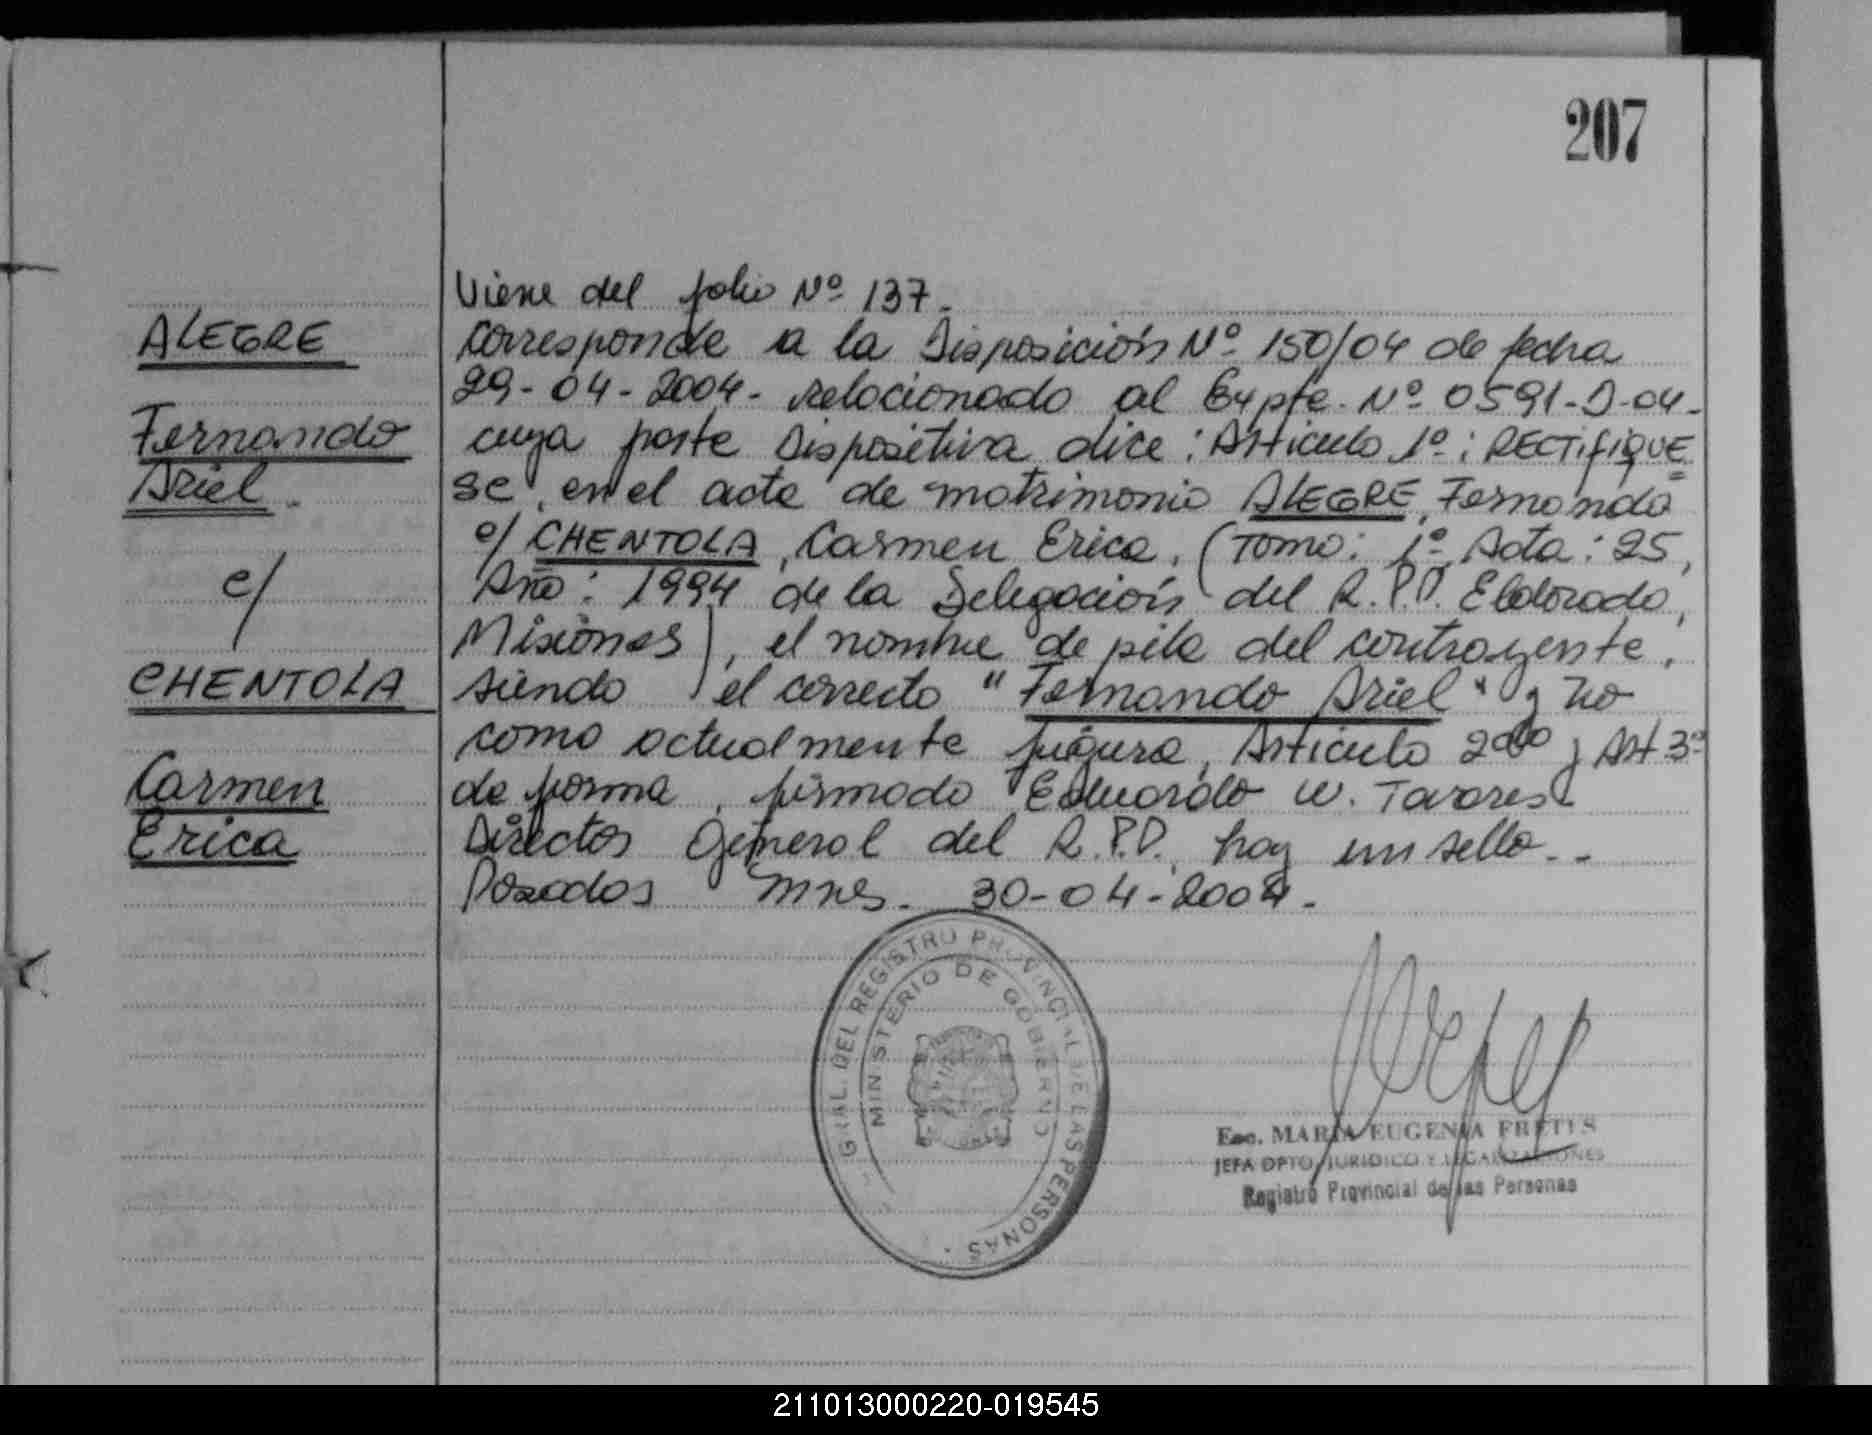 207
ALEGRE
Fernando
Ariel.
c/
CHENTOLA
Carmen
Erica
Viene del folio Nº 137.
Corresponde a la Disposición Nº 150/04 de fecha
29-04-2004- relacionado al Expte. Nº 0591-D-04-
cuya parte dispositiva dice: Artículo 1º: RECTIFIQUE=
se, en el acta de matrimonio ALEGRE, Fernando
c/ CHENTOLA, Carmen Erica, (Tomo: 1º Acta: 25,
Año: 1994 de la Delegación del R.P.P. Eldorado,
Misiones), el nombre de pila del contrayente,
siendo el correcto "Fernando Ariel" y no
como actualmente figura, Artículo 2do y Art 3º
de forma, firmado Eduardo W. Tavares
Director General del R.P.P., hay un sello..
Posadas Mnes. 30-04-2004.
GRAL. DEL REGISTRO PROVINCIAL DE LAS PERSONAS
MINISTERIO DE GOBIERNO
Esc. MARIA EUGENIA FRETES
JEFA DPTO. JURIDICO Y LEGALIZACIONES
Registro Provincial de las Personas
211013000220-019545